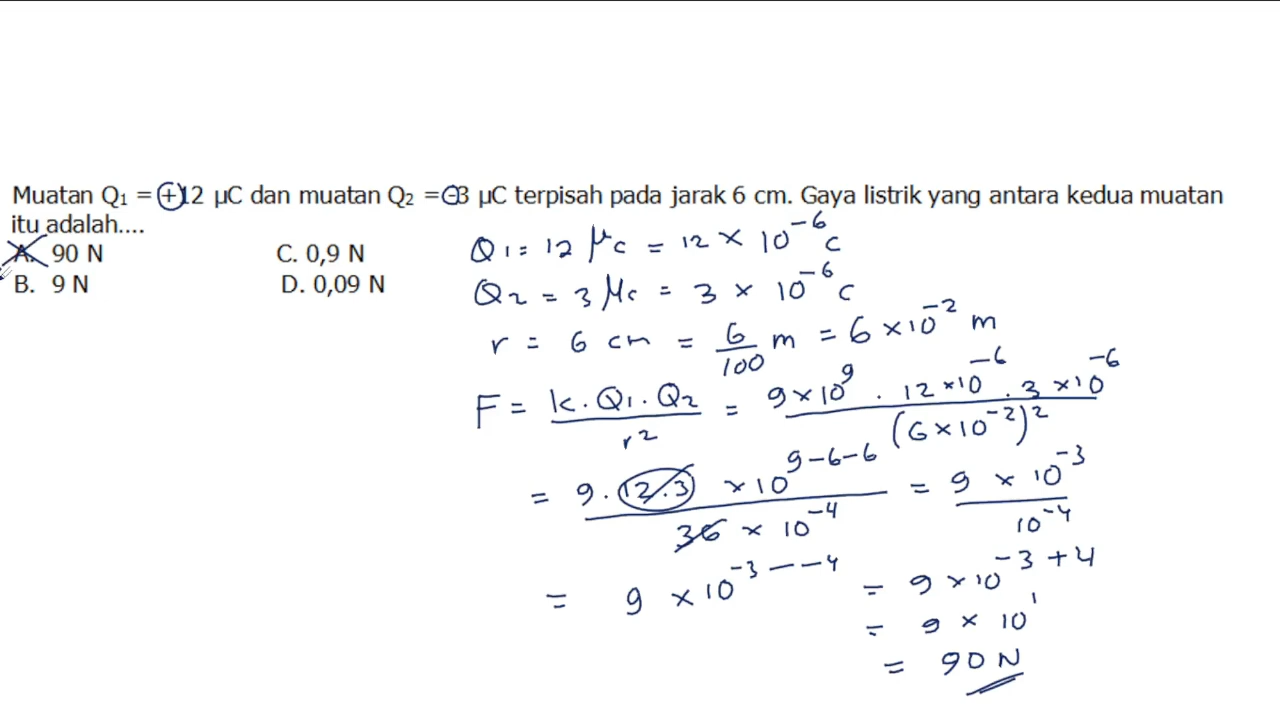 Muatan Q₁ = +12 µC dan muatan Q₂ = -3 µC terpisah pada jarak 6 cm. Gaya listrik yang antara kedua muatan
itu adalah....
A. 90 N C. 0,9 N
B. 9 N D. 0,09 N
Q₁ = 12 µc = 12 × 10⁻⁶ c
Q₂ = 3 µc = 3 × 10⁻⁶ c
r = 6 cm = 6/100 m = 6 × 10⁻² m
F = k . Q₁ . Q₂ / r² = 9 × 10⁹ . 12 × 10⁻⁶ . 3 × 10⁻⁶ / (6 × 10⁻²)²
= 9 . 12 . 3 × 10⁹⁻⁶⁻⁶ / 36 × 10⁻⁴ = 9 × 10⁻³ / 10⁻⁴
= 9 × 10⁻³⁻⁻⁴ = 9 × 10⁻³⁺⁴
= 9 × 10¹
= 90 N